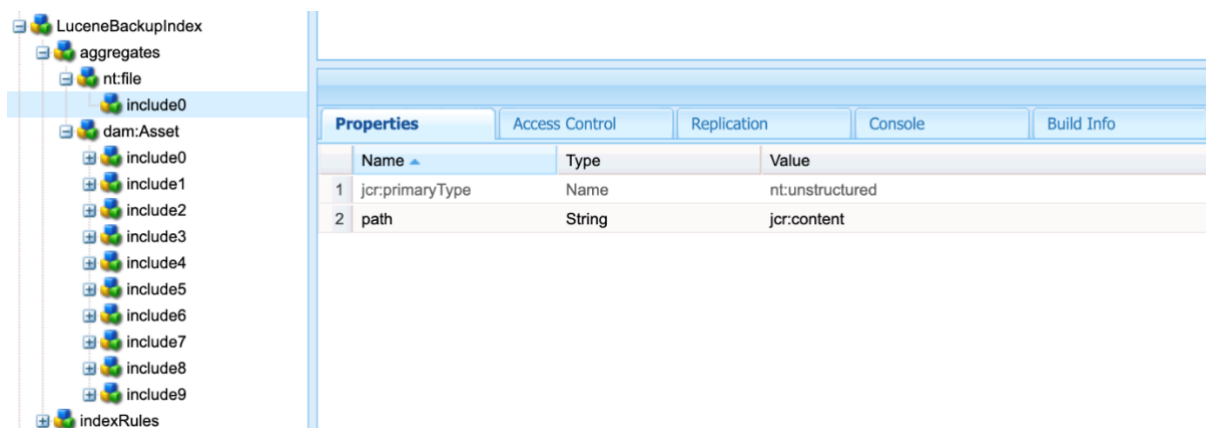 LuceneBackupIndex
aggregates
nt:file
include0
dam:Asset
include0
include1
include2
include3
include4
include5
include6
include7
include8
include9
indexRules
Properties Access Control Replication Console Build Info
Name Type Value
1 jcr:primaryType Name nt:unstructured
2 path String jcr:content